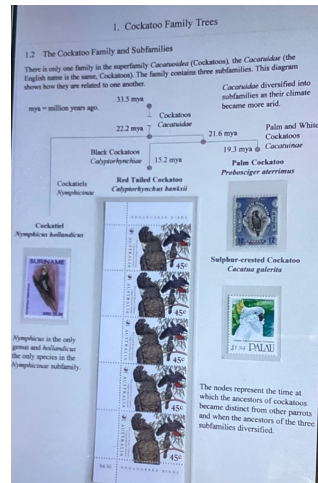 1. Cockatoo Family Trees
1.2 The Cockatoo Family and Subfamilies
There is only one family in the superfamily Cacatuoidea (Cockatoos), the Cacatuidae (the
English name is the same, Cockatoos). The family contains three subfamilies. This diagram
shows how they are related to one another.
Cacatuidae diversified into
subfamilies as their climate
became more arid.
33.5 mya
mya = million years ago.
Cockatoos
Cacatuidae
22.2 mya
21.6 mya
Palm and White
Cockatoos
19.3 mya Cacatuinae
Black Cockatoos
Calyptorhynchiae
15.2 mya
Cockatiels
Nymphicinae
Red Tailed Cockatoo
Calyptorhynchus banksii
Palm Cockatoo
Probosciger aterrimus
Cockatiel
Nymphicus hollandicus
SURINAME
Sulphur-crested Cockatoo
Cacatua galerita
PALAU
AUSTRALIA
45c
AUSTRALIA
45c
AUSTRALIA
45c
AUSTRALIA
45c
AUSTRALIA
45c
Nymphicus is the only
genus and hollandicus
the only species in the
Nymphicinae subfamily.
The nodes represent the time at
which the ancestors of cockatoos
became distinct from other parrots
and when the ancestors of the three
subfamilies diversified.